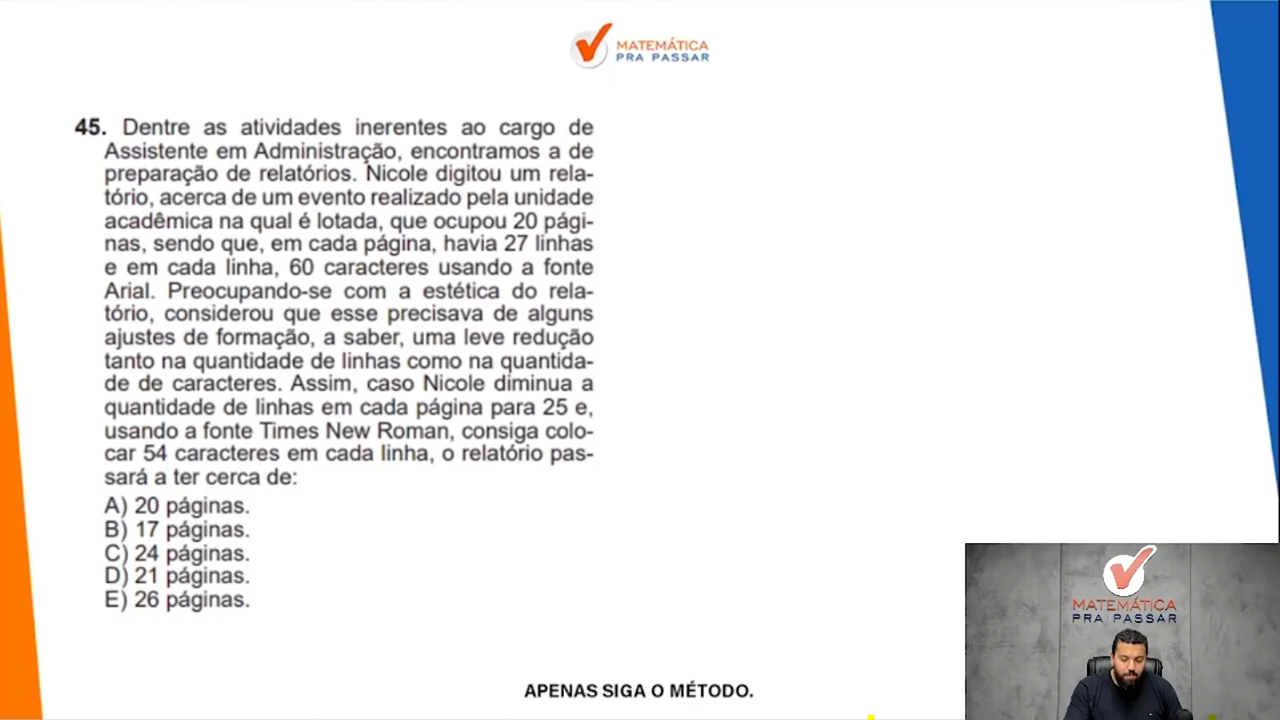 MATEMÁTICA
PRA PASSAR
45. Dentre as atividades inerentes ao cargo de
Assistente em Administração, encontramos a de
preparação de relatórios. Nicole digitou um rela-
tório, acerca de um evento realizado pela unidade
acadêmica na qual é lotada, que ocupou 20 pági-
nas, sendo que, em cada página, havia 27 linhas
e em cada linha, 60 caracteres usando a fonte
Arial. Preocupando-se com a estética do rela-
tório, considerou que esse precisava de alguns
ajustes de formação, a saber, uma leve redução
tanto na quantidade de linhas como na quantida-
de de caracteres. Assim, caso Nicole diminua a
quantidade de linhas em cada página para 25 e,
usando a fonte Times New Roman, consiga colo-
car 54 caracteres em cada linha, o relatório pas-
sará a ter cerca de:
A) 20 páginas.
B) 17 páginas.
C) 24 páginas.
D) 21 páginas.
E) 26 páginas.
MATEMÁTICA
PRA PASSAR
APENAS SIGA O MÉTODO.